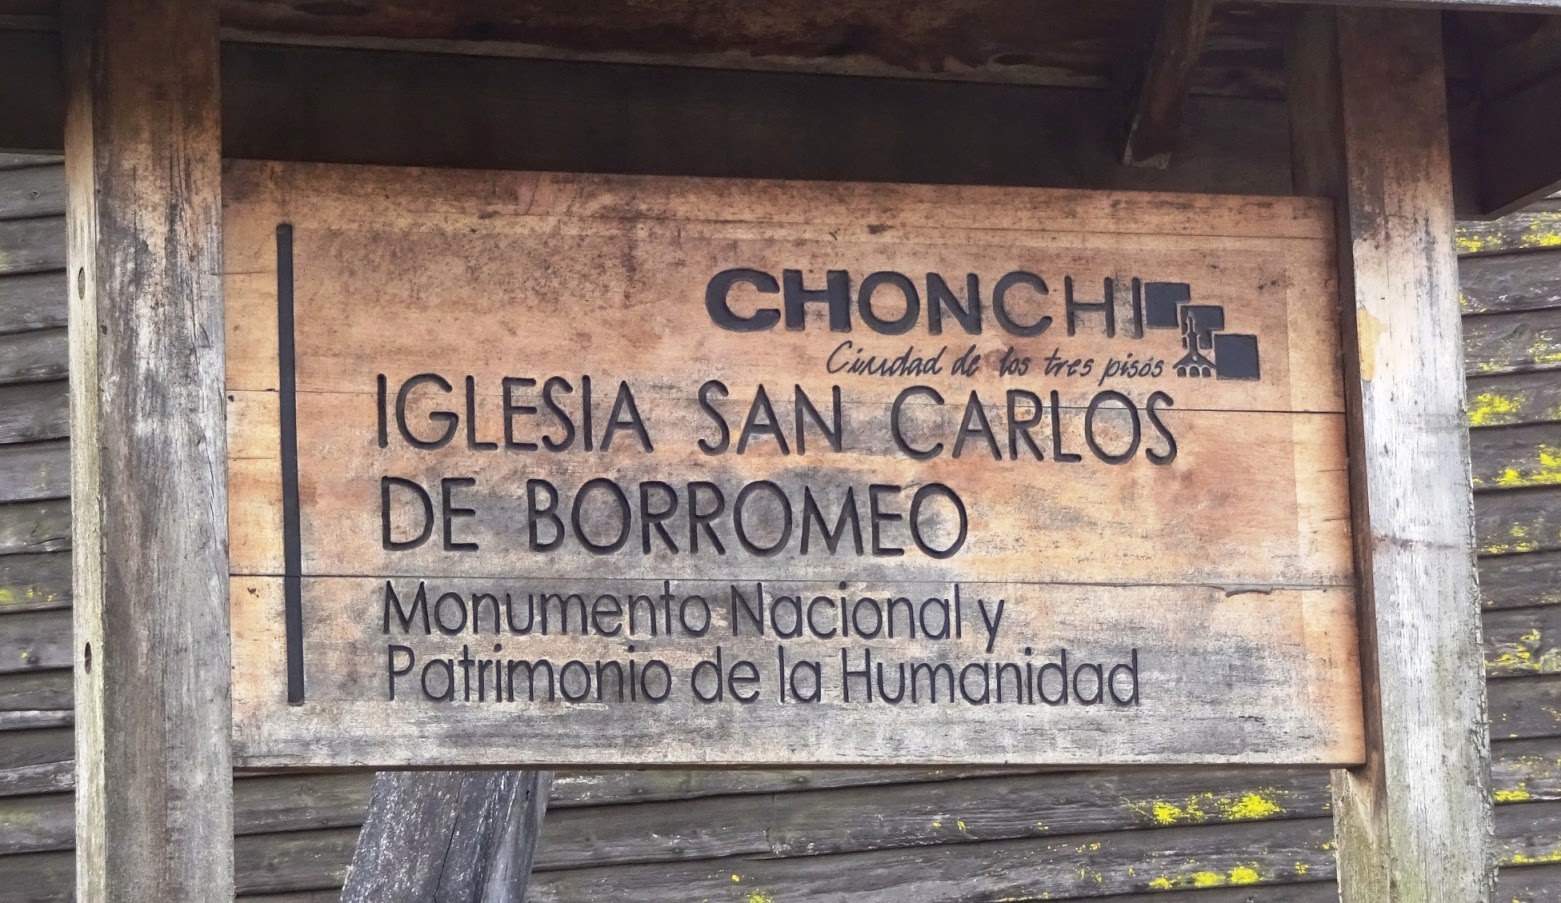 CHONCHI
Ciudad de los tres pisos
IGLESIA SAN CARLOS
DE BORROMEO
Monumento Nacional y
Patrimonio de la Humanidad